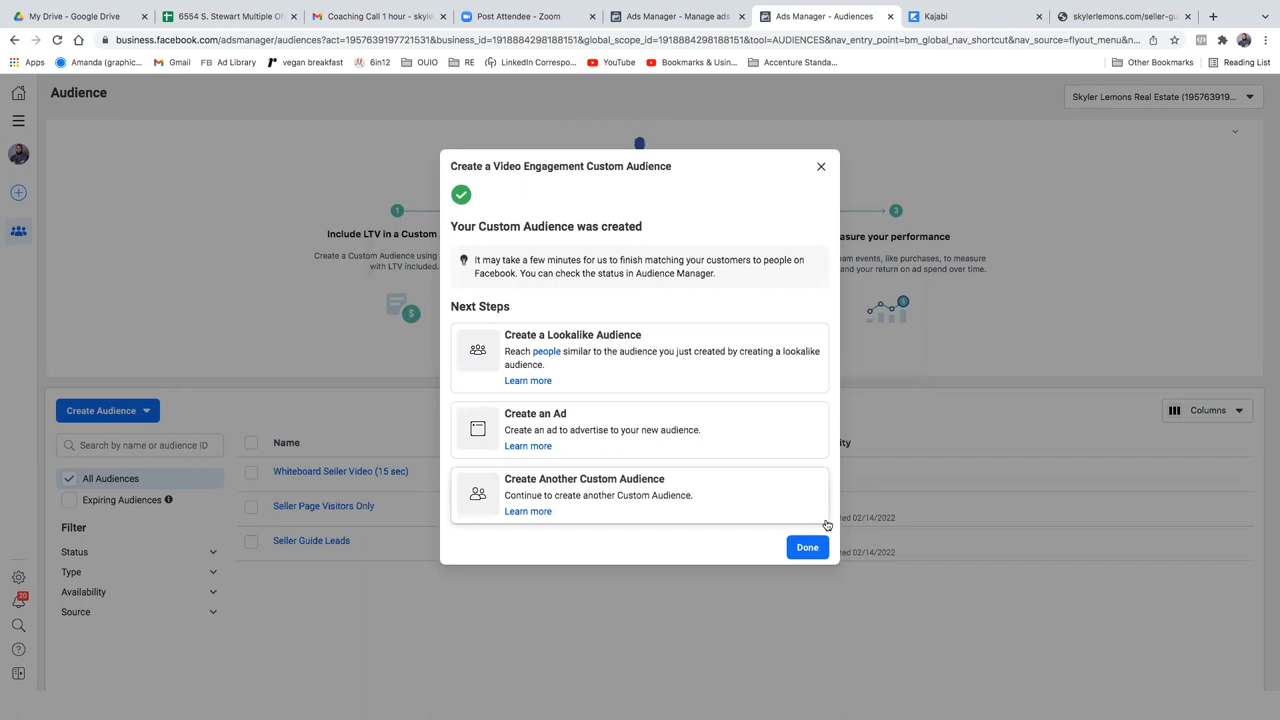 My Drive - Google Drive
6554 S. Stewart Multiple Of
Coaching Call 1 hour - skyle
Post Attendee - Zoom
Ads Manager - Manage ads
Ads Manager - Audiences
Kajabi
skylerlemons.com/seller-gu
business.facebook.com/adsmanager/audiences?act=1957639197721531&business_id=1918884298188151&global_scope_id=1918884298188151&tool=AUDIENCES&nav_entry_point=bm_global_nav_shortcut&nav_source=flyout_menu&n...
Apps
Amanda (graphic...
Gmail
FB Ad Library
vegan breakfast
6in12
OUIO
RE
LinkedIn Correspo...
YouTube
Bookmarks & Usin...
Accenture Standa...
Other Bookmarks
Reading List
Audience
Skyler Lemons Real Estate (195763919...
Create a Video Engagement Custom Audience
Your Custom Audience was created
It may take a few minutes for us to finish matching your customers to people on
Facebook. You can check the status in Audience Manager.
Next Steps
Create a Lookalike Audience
Reach people similar to the audience you just created by creating a lookalike
audience.
Learn more
Create an Ad
Create an ad to advertise to your new audience.
Learn more
Create Another Custom Audience
Continue to create another Custom Audience.
Learn more
Done
1
Include LTV in a Custom
Create a Custom Audience using
with LTV included.
3
asure your performance
eam events, like purchases, to measure
and your return on ad spend over time.
Create Audience
Columns
Search by name or audience ID
Name
All Audiences
Whiteboard Seller Video (15 sec)
Expiring Audiences
Seller Page Visitors Only
02/14/2022
Filter
Seller Guide Leads
02/14/2022
Status
Type
Availability
Source
20